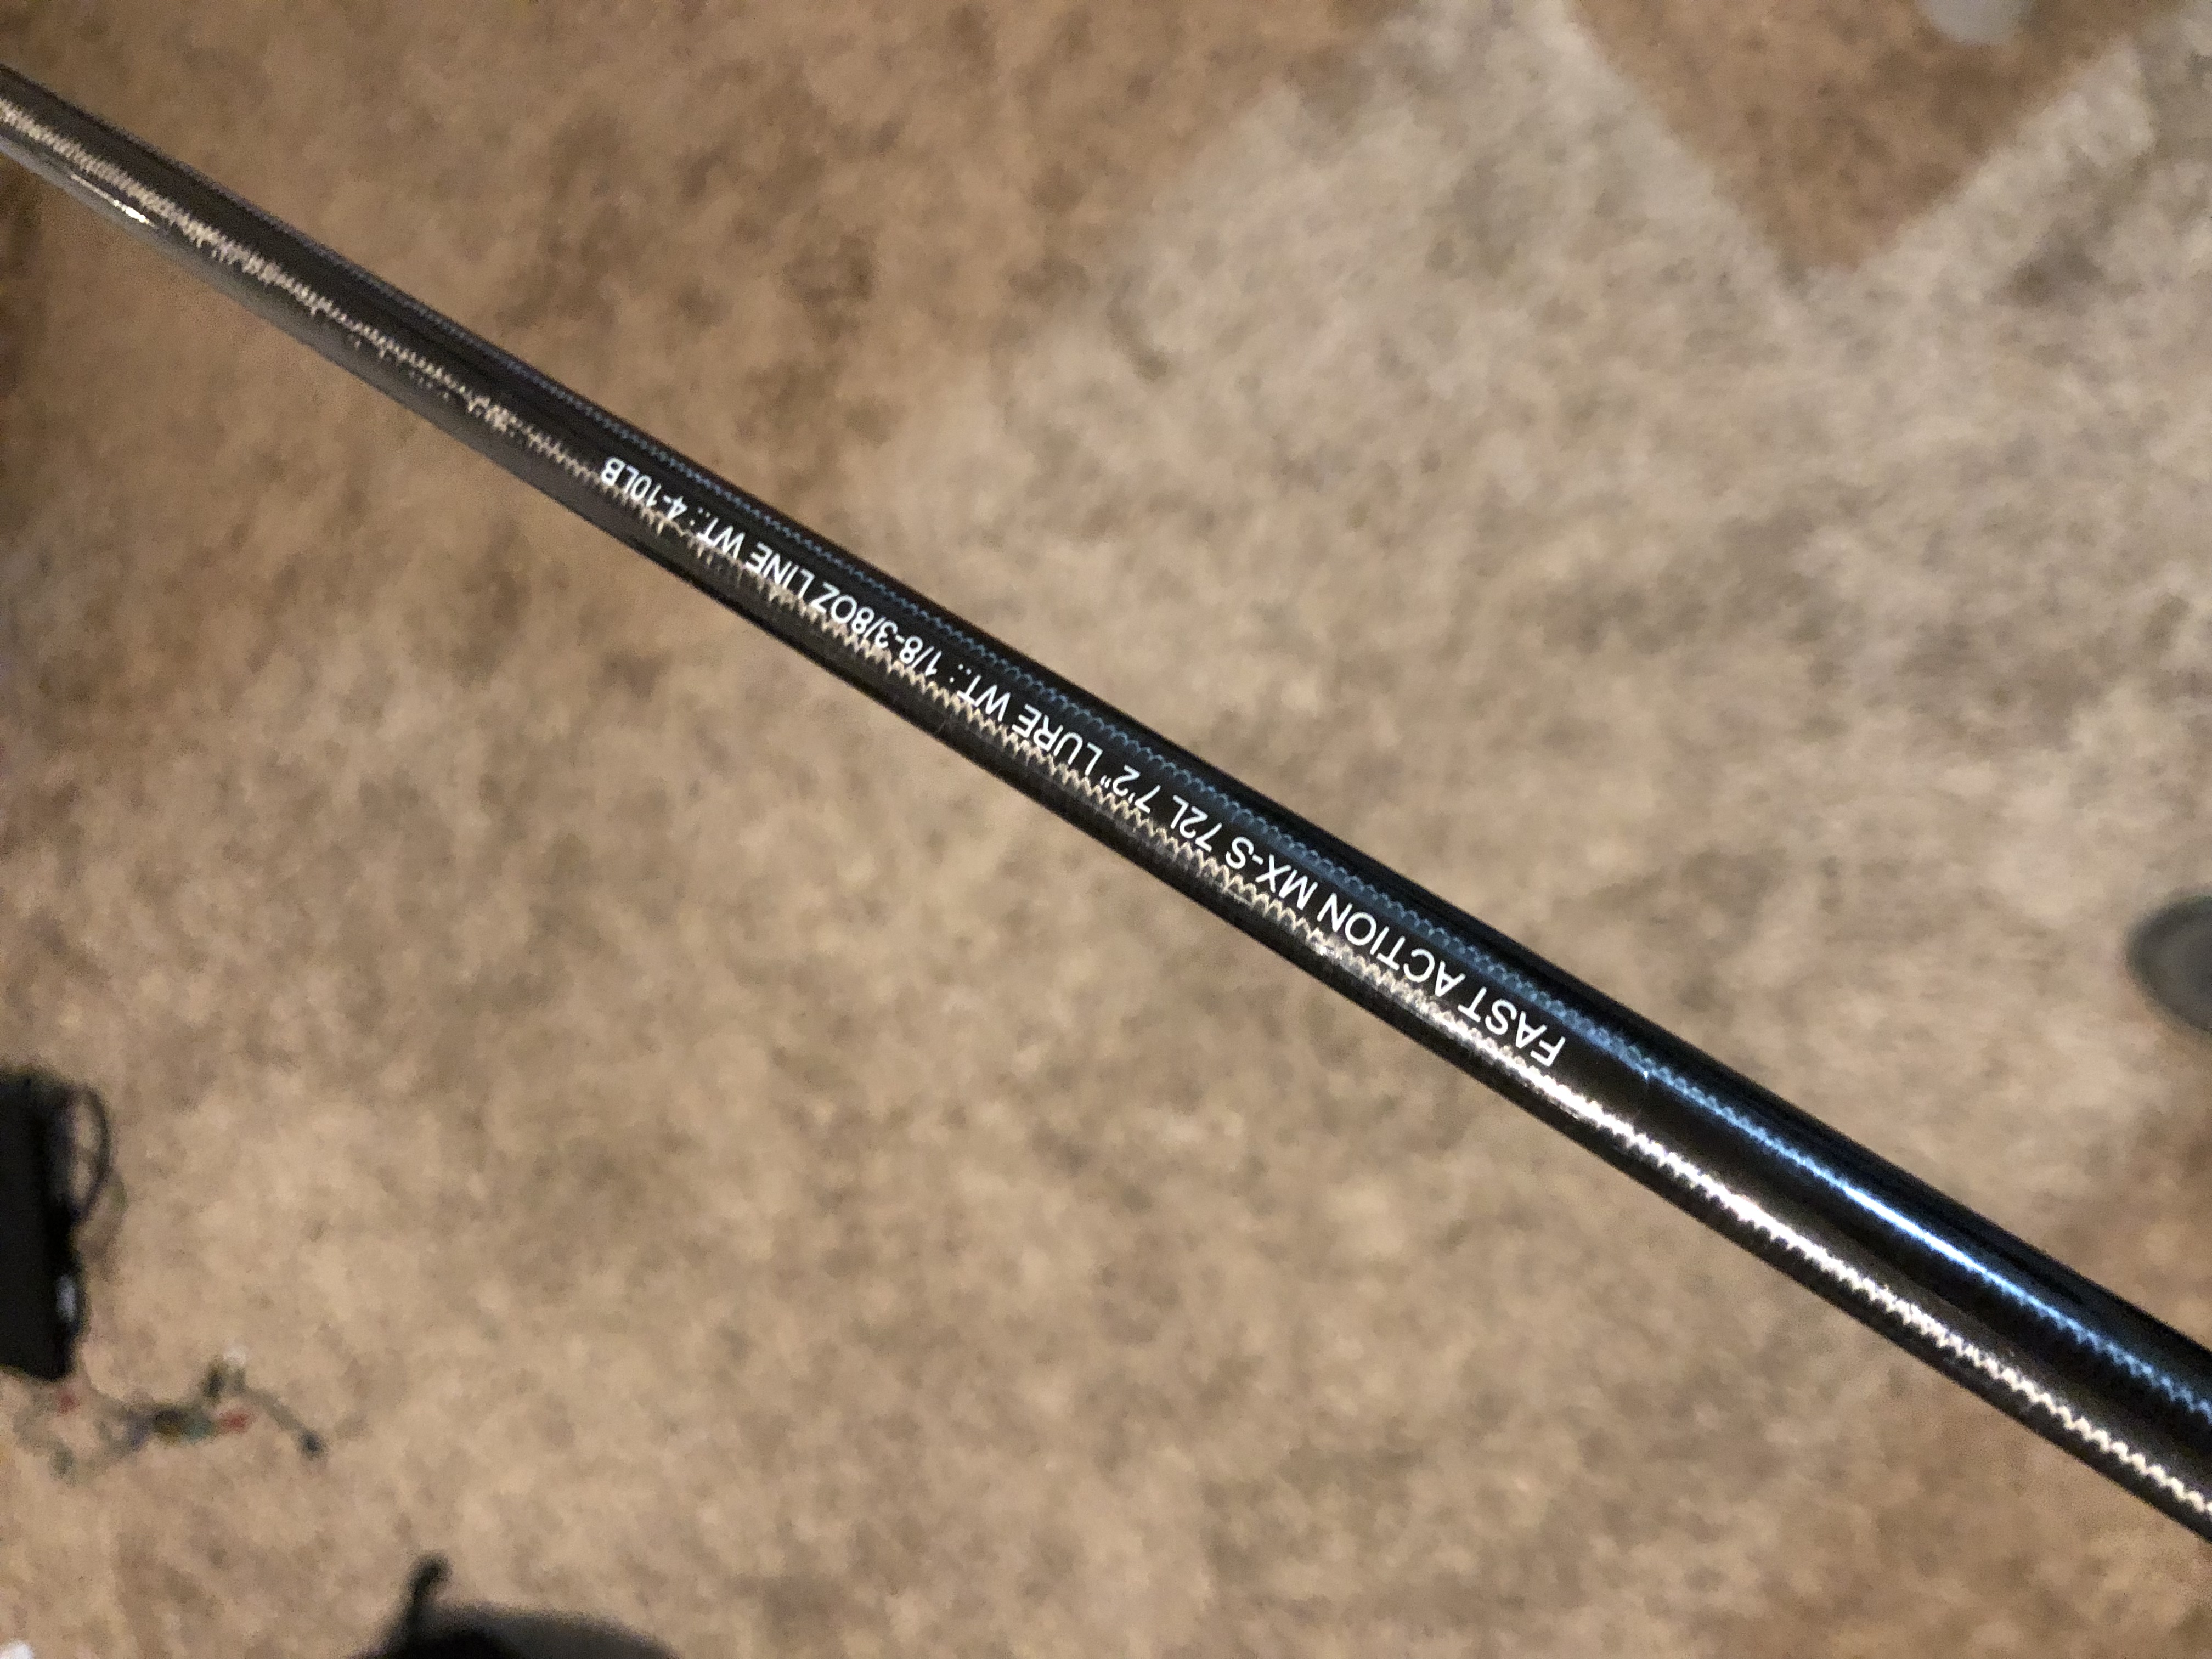 FAST ACTION MX-S 72L 7'2" LURE WT.: 1/8-3/8OZ LINE WT.: 4-10LB